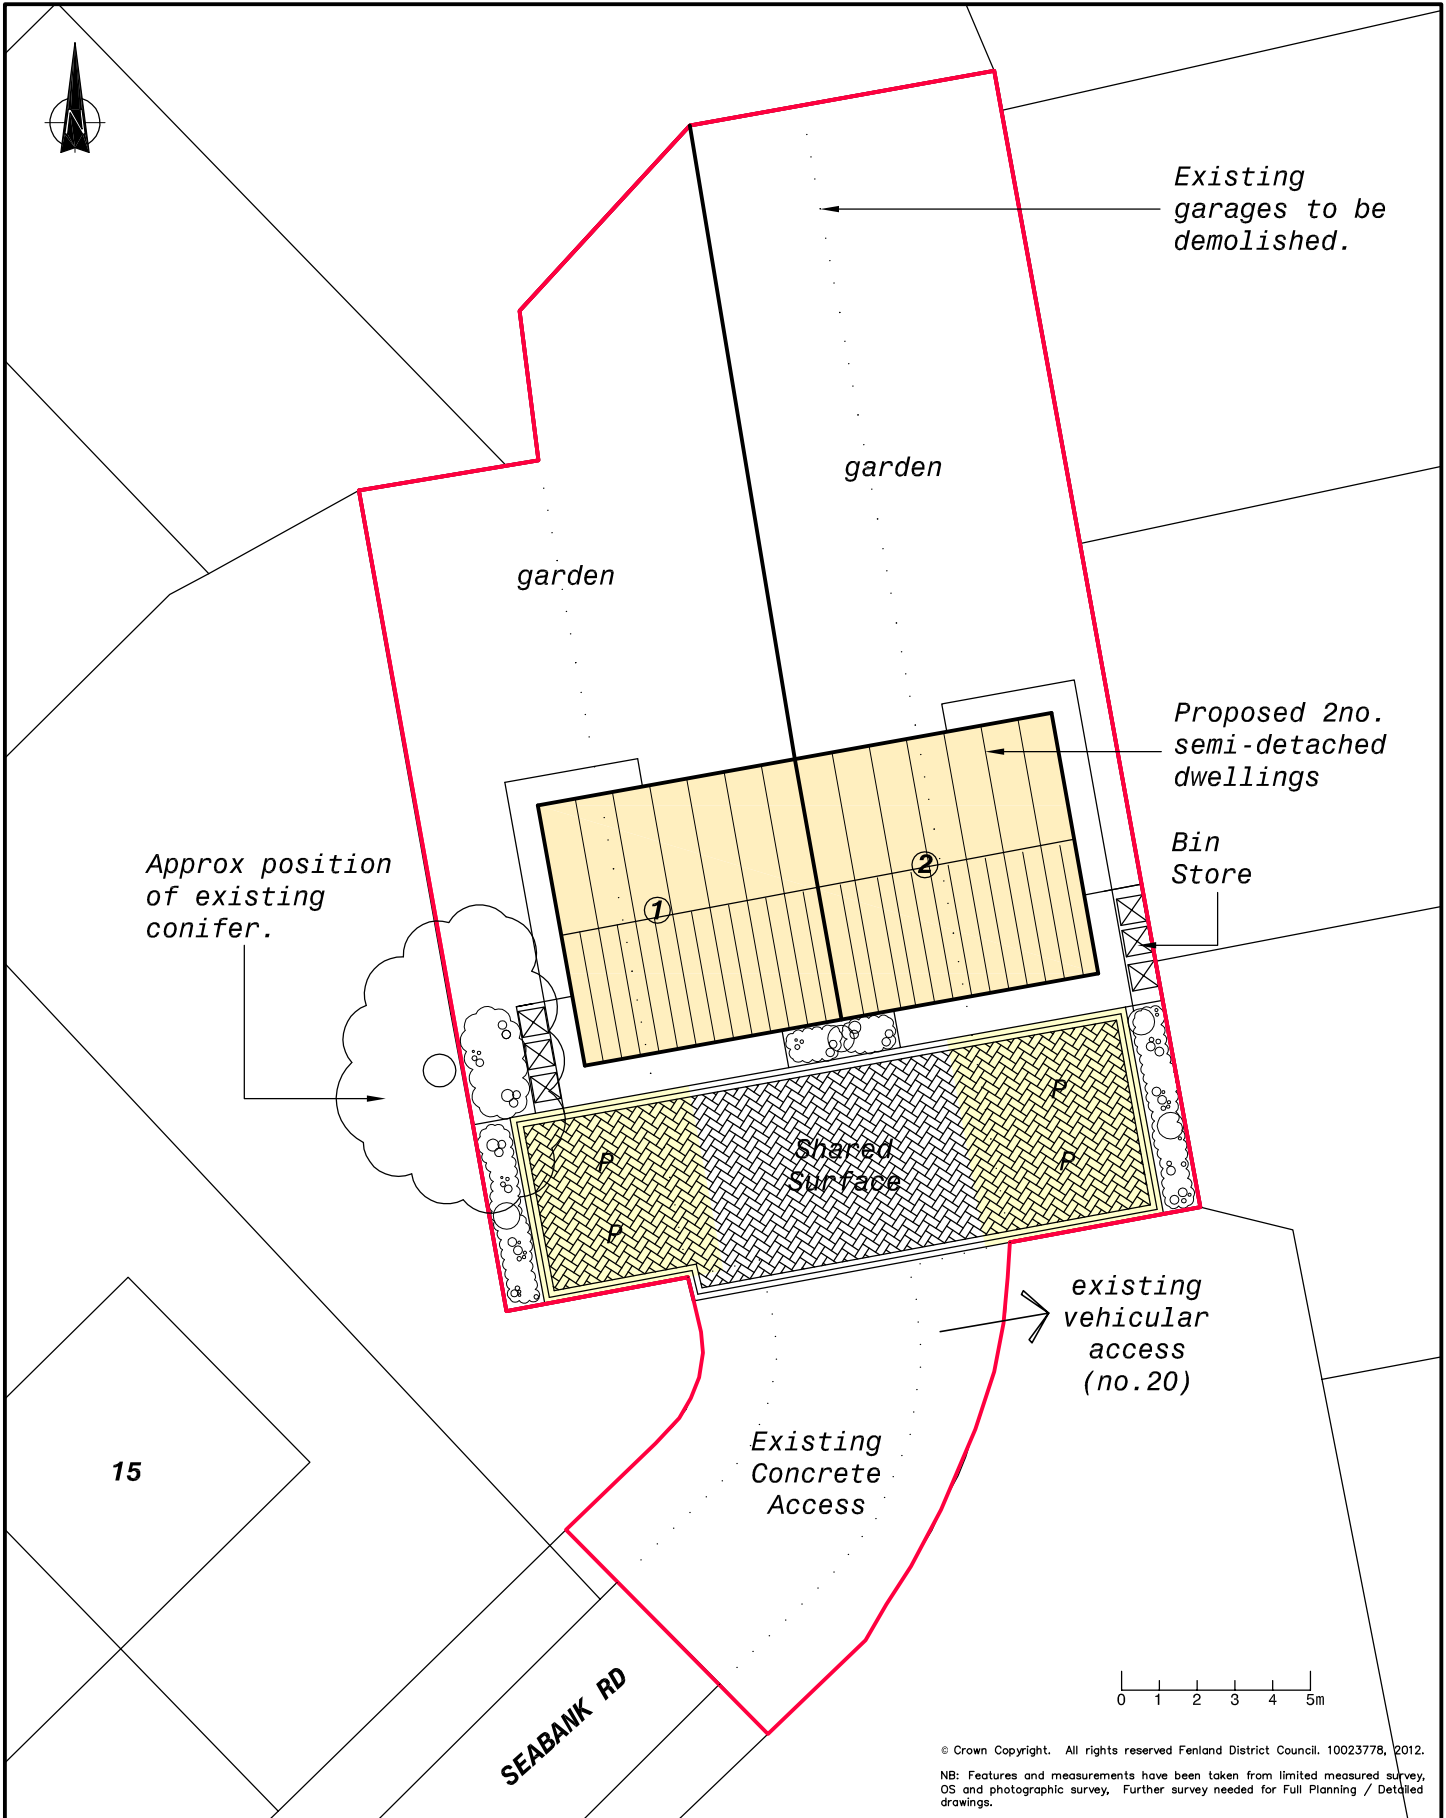 N
Existing
garages to be
demolished.
garden
garden
Proposed 2no.
semi-detached
dwellings
Bin
Store
Approx position
of existing
conifer.
2
1
P
P
Shared
Surface
P
P
existing
vehicular
access
(no.20)
Existing
Concrete
Access
15
SEABANK RD
0 1 2 3 4 5m
© Crown Copyright. All rights reserved Fenland District Council. 10023778, 2012.
NB: Features and measurements have been taken from limited measured survey,
OS and photographic survey, Further survey needed for Full Planning / Detailed
drawings.